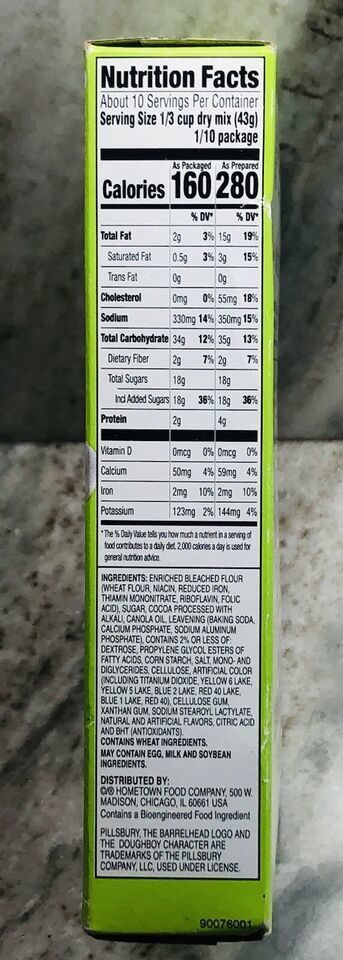 Nutrition Facts
About 10 Servings Per Container
Serving Size 1/3 cup dry mix (43g)
1/10 package
As Packaged As Prepared
Calories 160 280
% DV* % DV*
Total Fat 2g 3% 15g 19%
Saturated Fat 0.5g 3% 3g 15%
Trans Fat 0g 0g
Cholesterol 0mg 0% 55mg 18%
Sodium 330mg 14% 350mg 15%
Total Carbohydrate 34g 12% 35g 13%
Dietary Fiber 2g 7% 2g 7%
Total Sugars 18g 18g
Incl Added Sugars 18g 36% 18g 36%
Protein 2g 4g
Vitamin D 0mcg 0% 0mcg 0%
Calcium 50mg 4% 59mg 4%
Iron 2mg 10% 2mg 10%
Potassium 123mg 2% 144mg 4%
*The % Daily Value tells you how much a nutrient in a serving of
food contributes to a daily diet. 2,000 calories a day is used for
general nutrition advice.
INGREDIENTS: ENRICHED BLEACHED FLOUR
(WHEAT FLOUR, NIACIN, REDUCED IRON,
THIAMIN MONONITRATE, RIBOFLAVIN, FOLIC
ACID), SUGAR, COCOA PROCESSED WITH
ALKALI, CANOLA OIL, LEAVENING (BAKING SODA,
CALCIUM PHOSPHATE, SODIUM ALUMINUM
PHOSPHATE), CONTAINS 2% OR LESS OF:
DEXTROSE, PROPYLENE GLYCOL ESTERS OF
FATTY ACIDS, CORN STARCH, SALT, MONO- AND
DIGLYCERIDES, CELLULOSE, ARTIFICIAL COLOR
(INCLUDING TITANIUM DIOXIDE, YELLOW 6 LAKE,
YELLOW 5 LAKE, BLUE 2 LAKE, RED 40 LAKE,
BLUE 1 LAKE, RED 40), CELLULOSE GUM,
XANTHAN GUM, SODIUM STEAROYL LACTYLATE,
NATURAL AND ARTIFICIAL FLAVORS, CITRIC ACID
AND BHT (ANTIOXIDANTS).
CONTAINS WHEAT INGREDIENTS.
MAY CONTAIN EGG, MILK AND SOYBEAN
INGREDIENTS.
DISTRIBUTED BY:
©/® HOMETOWN FOOD COMPANY, 500 W.
MADISON, CHICAGO, IL 60661 USA
Contains a Bioengineered Food Ingredient
PILLSBURY, THE BARRELHEAD LOGO AND
THE DOUGHBOY CHARACTER ARE
TRADEMARKS OF THE PILLSBURY
COMPANY, LLC, USED UNDER LICENSE.
90076001